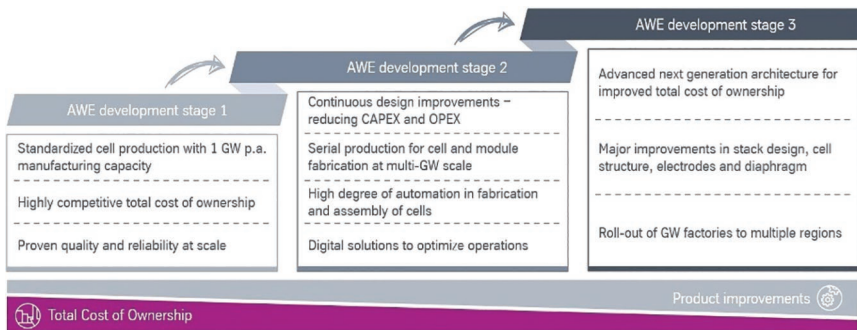 AWE development stage 1
Standardized cell production with 1 GW p.a.
manufacturing capacity
Highly competitive total cost of ownership
Proven quality and reliability at scale
AWE development stage 2
Continuous design improvements –
reducing CAPEX and OPEX
Serial production for cell and module
fabrication at multi-GW scale
High degree of automation in fabrication
and assembly of cells
Digital solutions to optimize operations
AWE development stage 3
Advanced next generation architecture for
improved total cost of ownership
Major improvements in stack design, cell
structure, electrodes and diaphragm
Roll-out of GW factories to multiple regions
Product improvements
Total Cost of Ownership